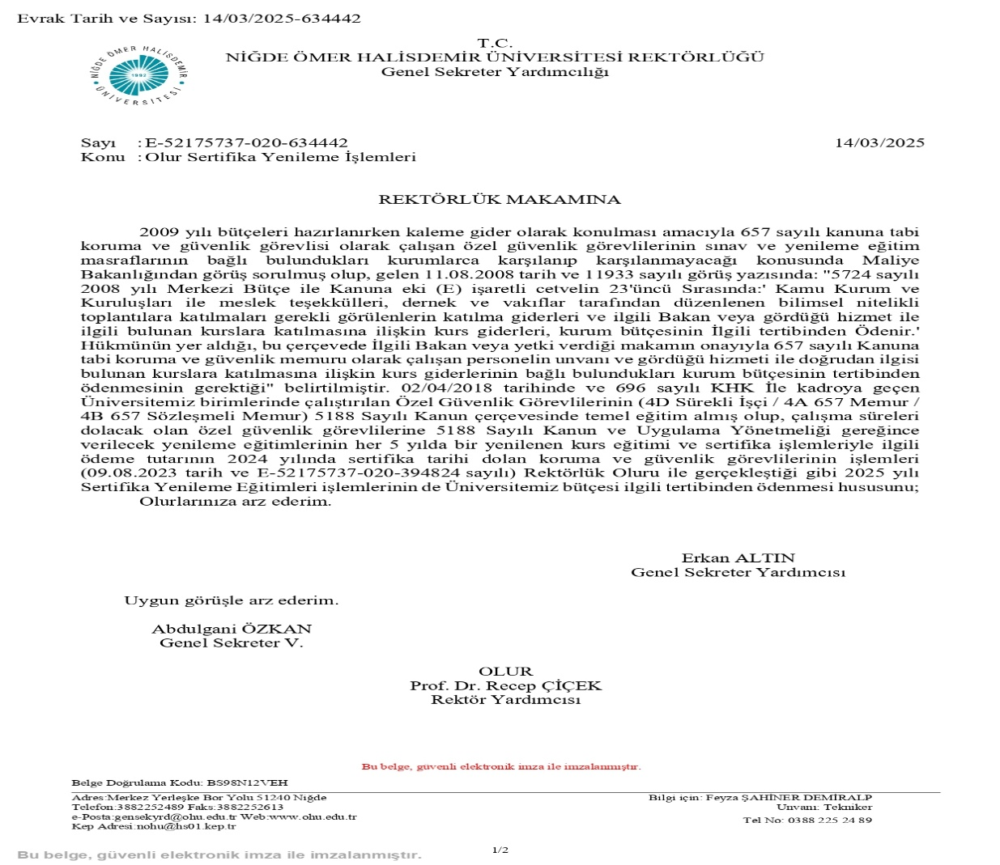 Evrak Tarih ve Sayısı: 14/03/2025-634442
T.C.
NİĞDE ÖMER HALİSDEMİR ÜNİVERSİTESİ REKTÖRLÜĞÜ
Genel Sekreter Yardımcılığı
NİĞDE ÖMER HALİSDEMİR ÜNİVERSİTESİ
1992
Sayı : E-52175737-020-634442 14/03/2025
Konu : Olur Sertifika Yenileme İşlemleri
REKTÖRLÜK MAKAMINA
2009 yılı bütçeleri hazırlanırken kaleme gider olarak konulması amacıyla 657 sayılı kanuna tabi
koruma ve güvenlik görevlisi olarak çalışan özel güvenlik görevlilerinin sınav ve yenileme eğitim
masraflarının bağlı bulundukları kurumlarca karşılanıp karşılanmayacağı konusunda Maliye
Bakanlığından görüş sorulmuş olup, gelen 11.08.2008 tarih ve 11933 sayılı görüş yazısında: "5724 sayılı
2008 yılı Merkezi Bütçe ile Kanuna eki (E) işaretli cetvelin 23'üncü Sırasında:' Kamu Kurum ve
Kuruluşları ile meslek teşekkülleri, dernek ve vakıflar tarafından düzenlenen bilimsel nitelikli
toplantılara katılmaları gerekli görülenlerin katılma giderleri ve ilgili Bakan veya gördüğü hizmet ile
ilgili bulunan kurslara katılmasına ilişkin kurs giderleri, kurum bütçesinin İlgili tertibinden Ödenir.'
Hükmünün yer aldığı, bu çerçevede İlgili Bakan veya yetki verdiği makamın onayıyla 657 sayılı Kanuna
tabi koruma ve güvenlik memuru olarak çalışan personelin unvanı ve gördüğü hizmeti ile doğrudan ilgisi
bulunan kurslara katılmasına ilişkin kurs giderlerinin bağlı bulundukları kurum bütçesinin tertibinden
ödenmesinin gerektiği" belirtilmiştir. 02/04/2018 tarihinde ve 696 sayılı KHK İle kadroya geçen
Üniversitemiz birimlerinde çalıştırılan Özel Güvenlik Görevlilerinin (4D Sürekli İşçi / 4A 657 Memur /
4B 657 Sözleşmeli Memur) 5188 Sayılı Kanun çerçevesinde temel eğitim almış olup, çalışma süreleri
dolacak olan özel güvenlik görevlilerine 5188 Sayılı Kanun ve Uygulama Yönetmeliği gereğince
verilecek yenileme eğitimlerinin her 5 yılda bir yenilenen kurs eğitimi ve sertifika işlemleriyle ilgili
ödeme tutarının 2024 yılında sertifika tarihi dolan koruma ve güvenlik görevlilerinin işlemleri
(09.08.2023 tarih ve E-52175737-020-394824 sayılı) Rektörlük Oluru ile gerçekleştiği gibi 2025 yılı
Sertifika Yenileme Eğitimleri işlemlerinin de Üniversitemiz bütçesi ilgili tertibinden ödenmesi hususunu;
Olurlarınıza arz ederim.
Erkan ALTIN
Genel Sekreter Yardımcısı
Uygun görüşle arz ederim.
Abdulgani ÖZKAN
Genel Sekreter V.
OLUR
Prof. Dr. Recep ÇİÇEK
Rektör Yardımcısı
Bu belge, güvenli elektronik imza ile imzalanmıştır.
Belge Doğrulama Kodu: BS98N12VEH
Adres:Merkez Yerleşke Bor Yolu 51240 Niğde
Telefon:3882252489 Faks:3882252613
e-Posta:gensekyrd@ohu.edu.tr Web:www.ohu.edu.tr
Kep Adresi:nohu@hs01.kep.tr
Bilgi için: Feyza ŞAHİNER DEMİRALP
Unvanı: Tekniker
Tel No: 0388 225 24 89
1/2
Bu belge, güvenli elektronik imza ile imzalanmıştır.